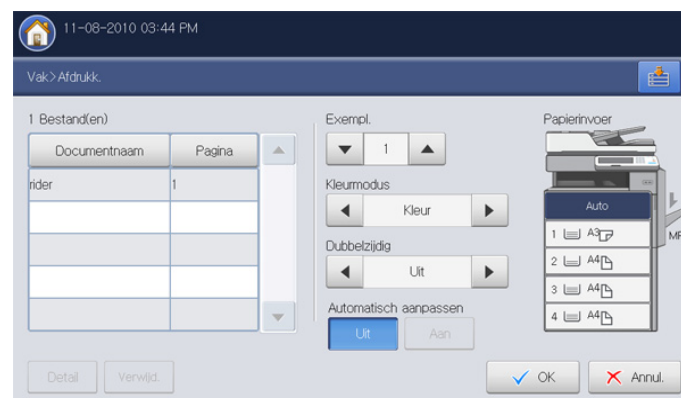 11-08-2010 03:44 PM
Vak>Afdrukk.
1 Bestand(en)
Documentnaam Pagina
rider 1
Exempl.
1
Kleurmodus
Kleur
Dubbelzijdig
Uit
Automatisch aanpassen
Uit Aan
Papierinvoer
Auto
1 A3
2 A4
3 A4
4 A4
MF
Detail Verwijd.
OK Annul.